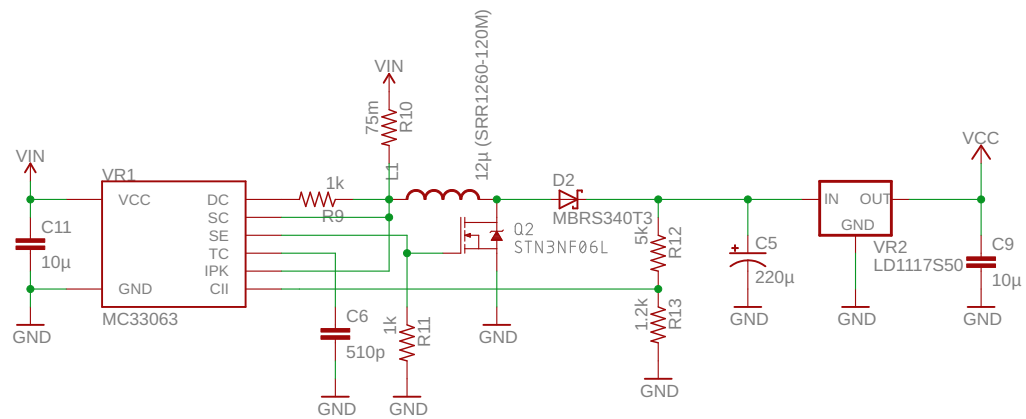 VIN
75m
R10
12µ (SRR1260-120M)
L1
VCC
VIN
VR1
VCC
GND
DC
SC
SE
TC
IPK
CII
MC33063
C11
10µ
GND
1k
R9
Q2
STN3NF06L
GND
D2
MBRS340T3
5k
R12
1.2k
R13
GND
C5
220µ
GND
IN
OUT
GND
VR2
LD1117S50
GND
C9
10µ
GND
C6
510p
GND
1k
R11
GND